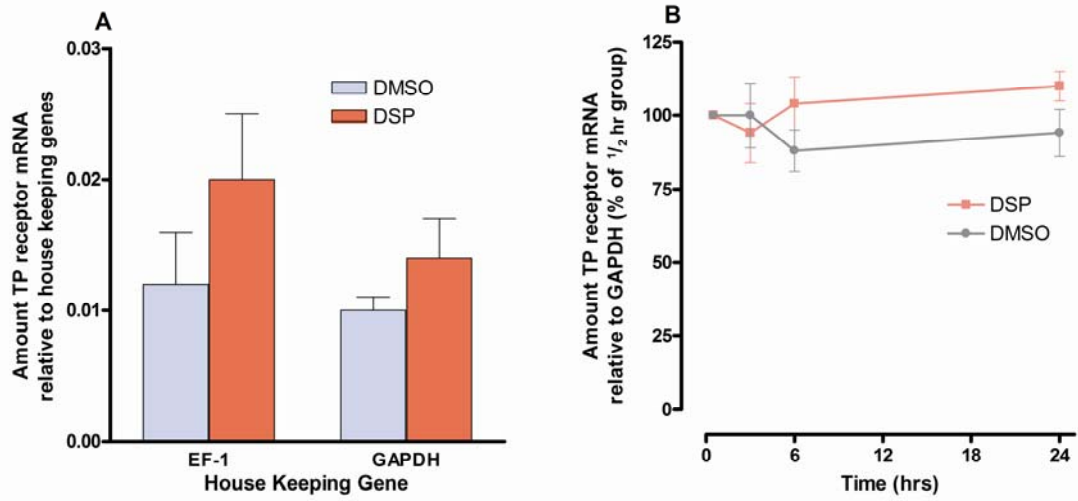 A
Amount TP receptor mRNA
relative to house keeping genes
0.03
0.02
0.01
0.00
DMSO
DSP
EF-1
GAPDH
House Keeping Gene
B
Amount TP receptor mRNA
relative to GAPDH (% of 1/2 hr group)
125
100
75
50
25
0
DSP
DMSO
0
6
12
18
24
Time (hrs)